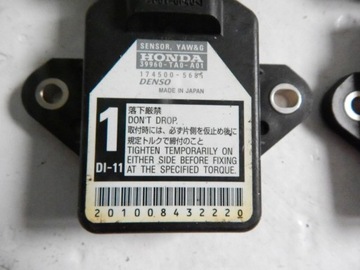 SENSOR, YAW&G
HONDA
39960-TA0-A01
174500-5685
DENSO
MADE IN JAPAN
1
DI-11
落下厳禁
DON'T DROP.
取付時には、必ず片側を仮止め後に
規定トルクで締付のこと
TIGHTEN TEMPORARILY ON
EITHER SIDE BEFORE FIXING
AT THE SPECIFIED TORQUE.
2010084322220